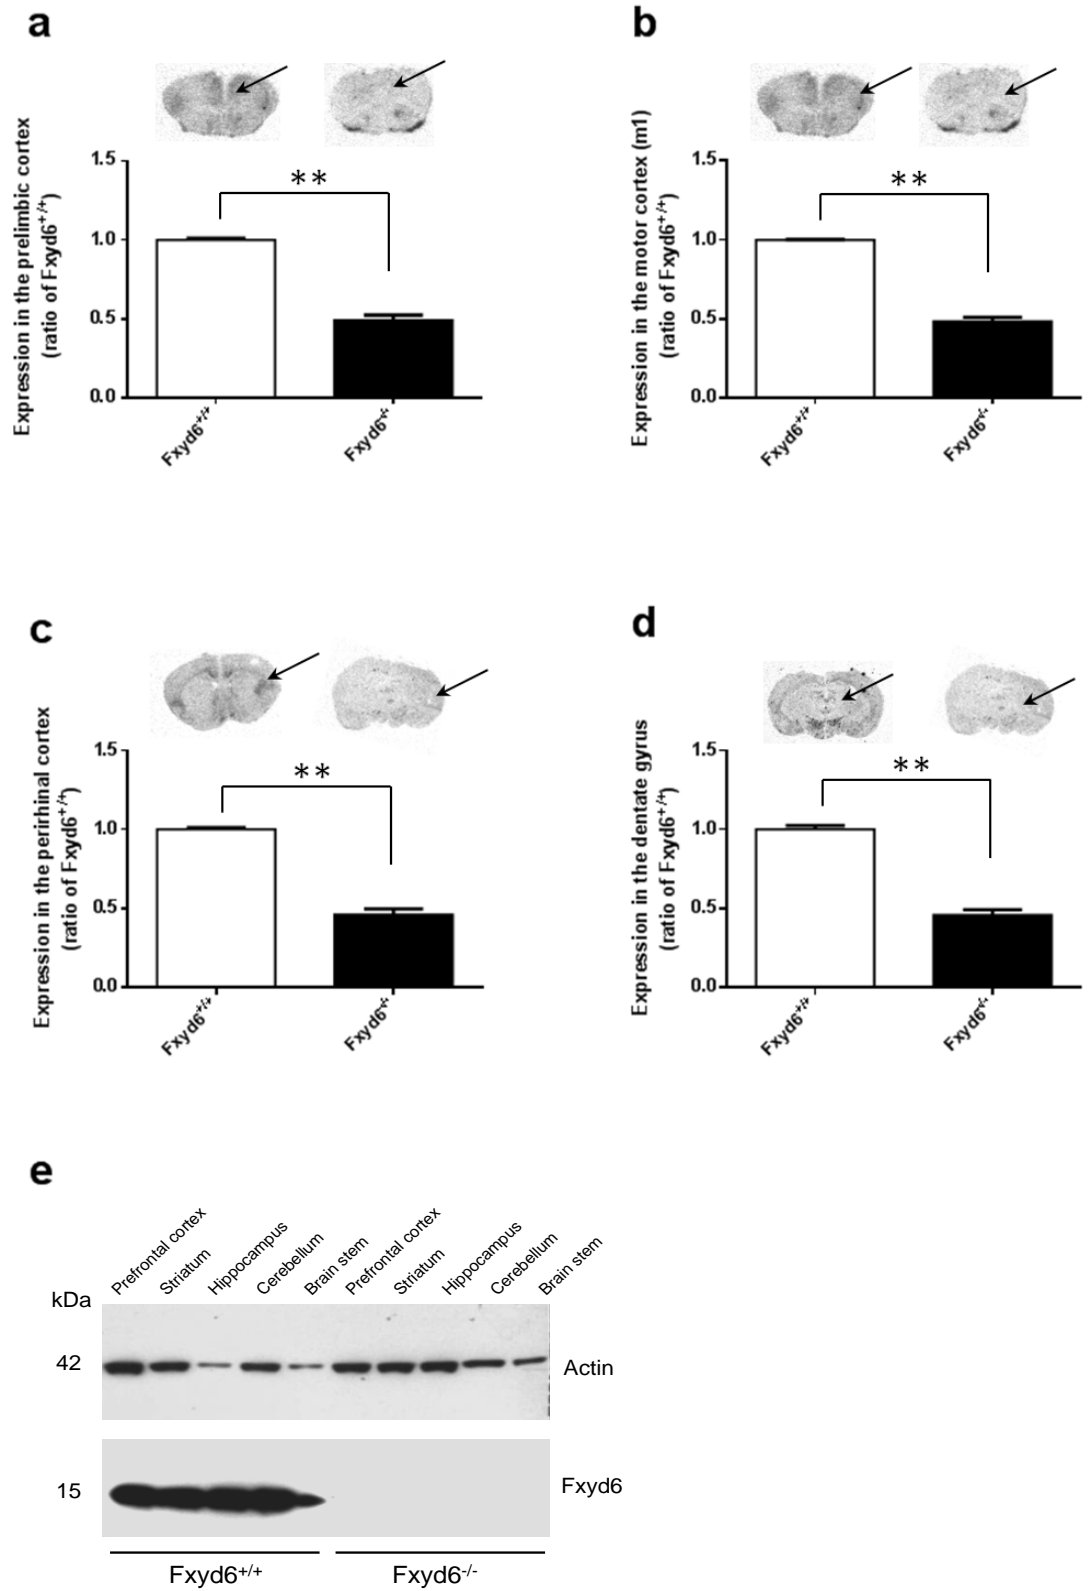 a
Expression in the prelimbic cortex
(ratio of Fxyd6+/+)
1.5
1.0
0.5
0.0
**
Fxyd6+/+
Fxyd6-/-
b
Expression in the motor cortex (m1)
(ratio of Fxyd6+/+)
1.5
1.0
0.5
0.0
**
Fxyd6+/+
Fxyd6-/-
c
Expression in the perirhinal cortex
(ratio of Fxyd6+/+)
1.5
1.0
0.5
0.0
**
Fxyd6+/+
Fxyd6-/-
d
Expression in the dentate gyrus
(ratio of Fxyd6+/+)
1.5
1.0
0.5
0.0
**
Fxyd6+/+
Fxyd6-/-
e
Prefrontal cortex
Striatum
Hippocampus
Cerebellum
Brain stem
Prefrontal cortex
Striatum
Hippocampus
Cerebellum
Brain stem
kDa
42
Actin
15
Fxyd6
Fxyd6+/+
Fxyd6-/-